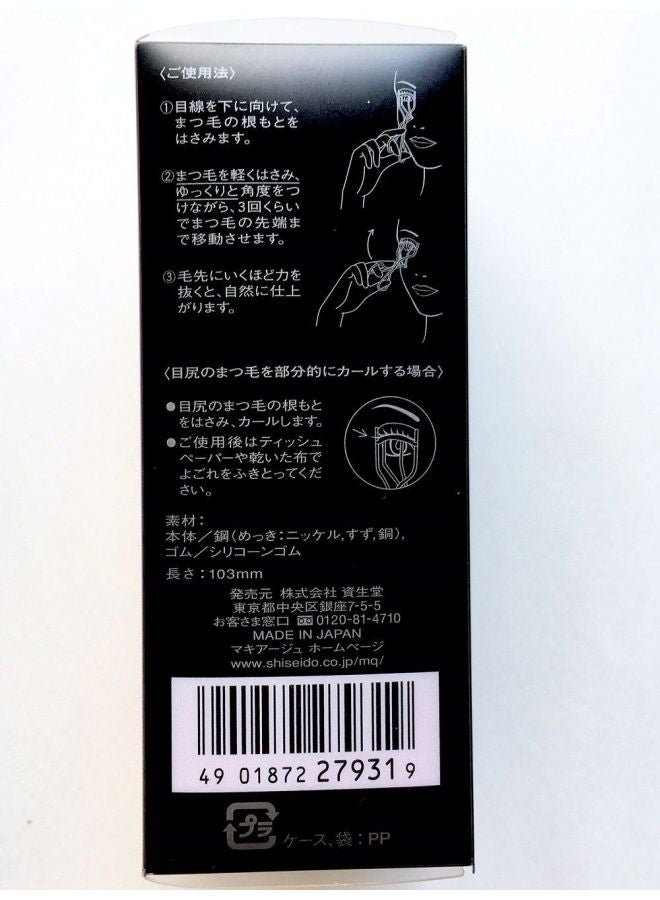 〈ご使用法〉
①目線を下に向けて、
まつ毛の根もとを
はさみます。
②まつ毛を軽くはさみ、
ゆっくりと角度をつ
けながら、3回くらい
でまつ毛の先端ま
で移動させます。
③毛先にいくほど力を
抜くと、自然に仕上
がります。
〈目尻のまつ毛を部分的にカールする場合〉
●目尻のまつ毛の根もと
をはさみ、カールします。
●ご使用後はティッシュ
ペーパーや乾いた布で
よごれをふきとってくだ
さい。
素材：
本体／鋼（めっき：ニッケル,すず,銅）,
ゴム／シリコーンゴム
長さ：103mm
発売元 株式会社 資生堂
東京都中央区銀座7-5-5
お客さま窓口 0120-81-4710
MADE IN JAPAN
マキアージュ ホームページ
www.shiseido.co.jp/mq/
4901872279319
プラ ケース、袋：PP